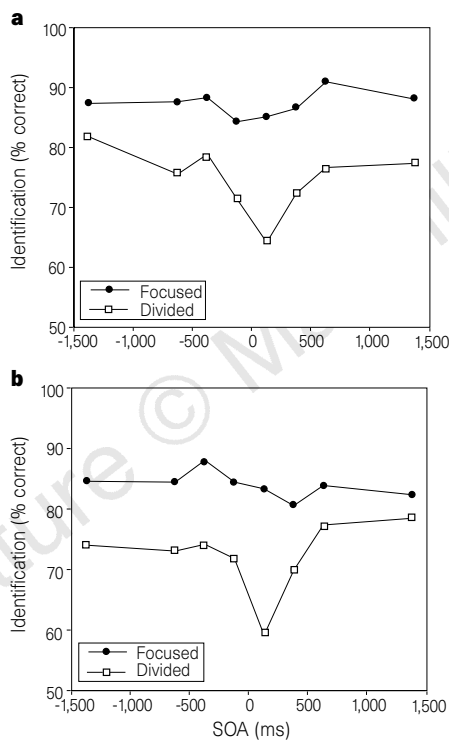 a
Identification (% correct)
100
90
80
70
60
50
Focused
Divided
-1,500 -1,000 -500 0 500 1,000 1,500
b
Identification (% correct)
100
90
80
70
60
50
Focused
Divided
-1,500 -1,000 -500 0 500 1,000 1,500
SOA (ms)